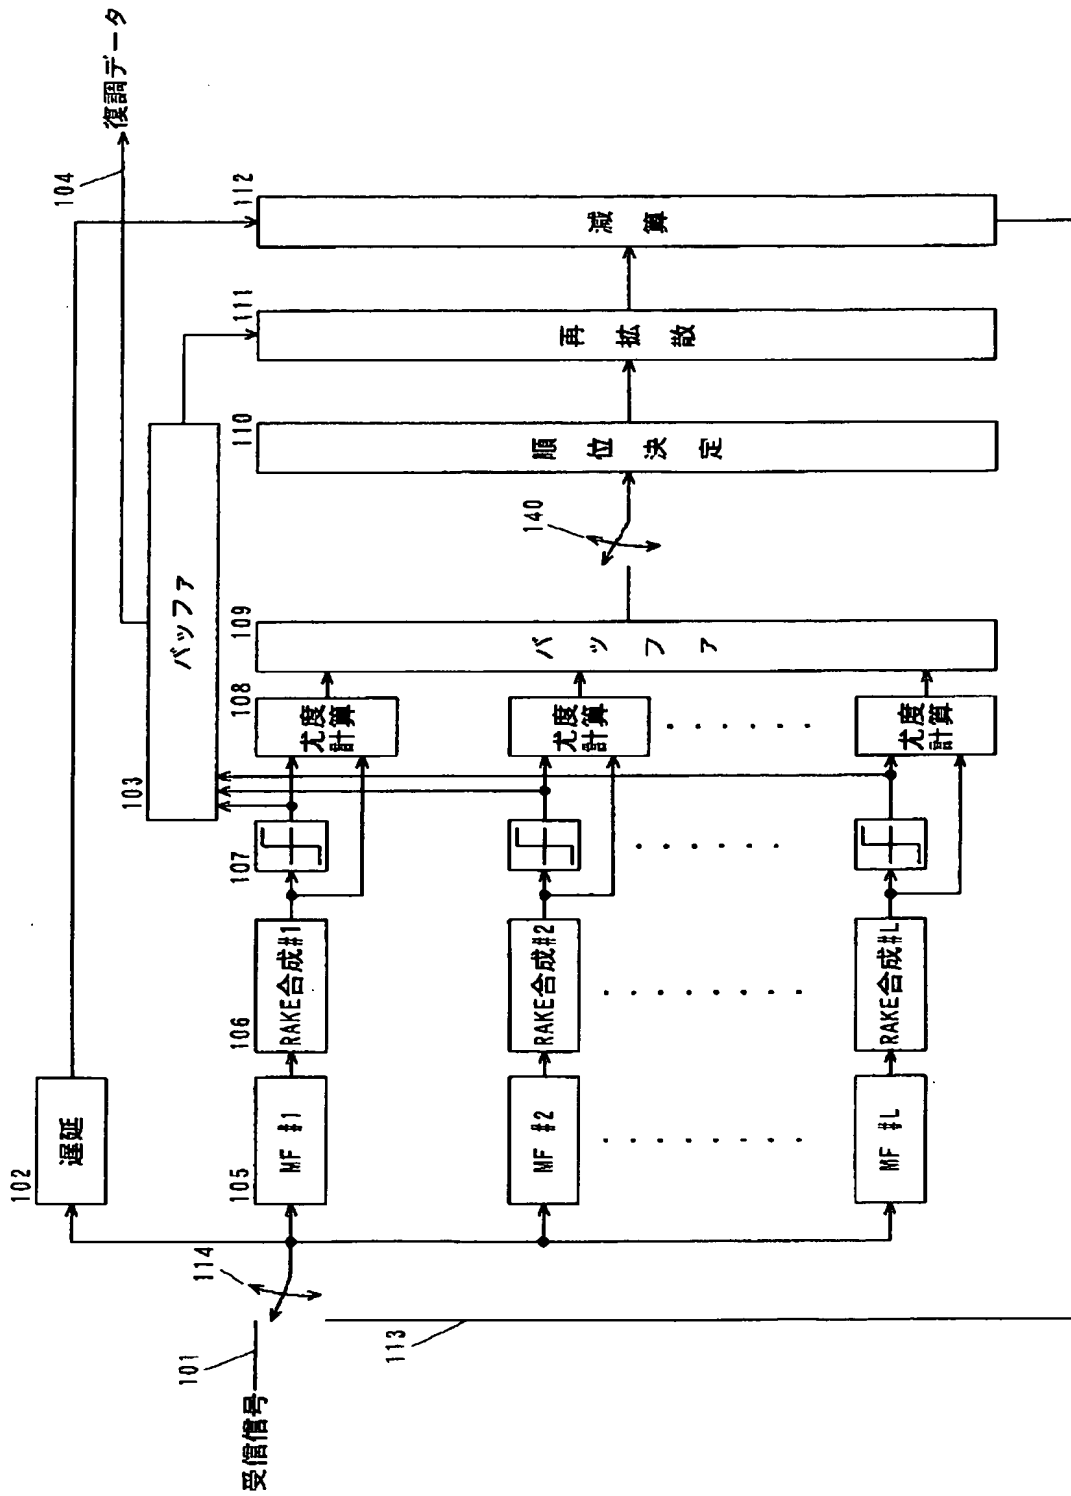 受信信号
101
113
114
102
遅延
105
MF #1
MF #2
MF #L
106
RAKE合成#1
RAKE合成#2
RAKE合成#L
107
103
バッファ
108
尤度
計算
尤度
計算
尤度
計算
109
バッファ
140
110
順位決定
111
再拡散
112
減算
104
復調データ